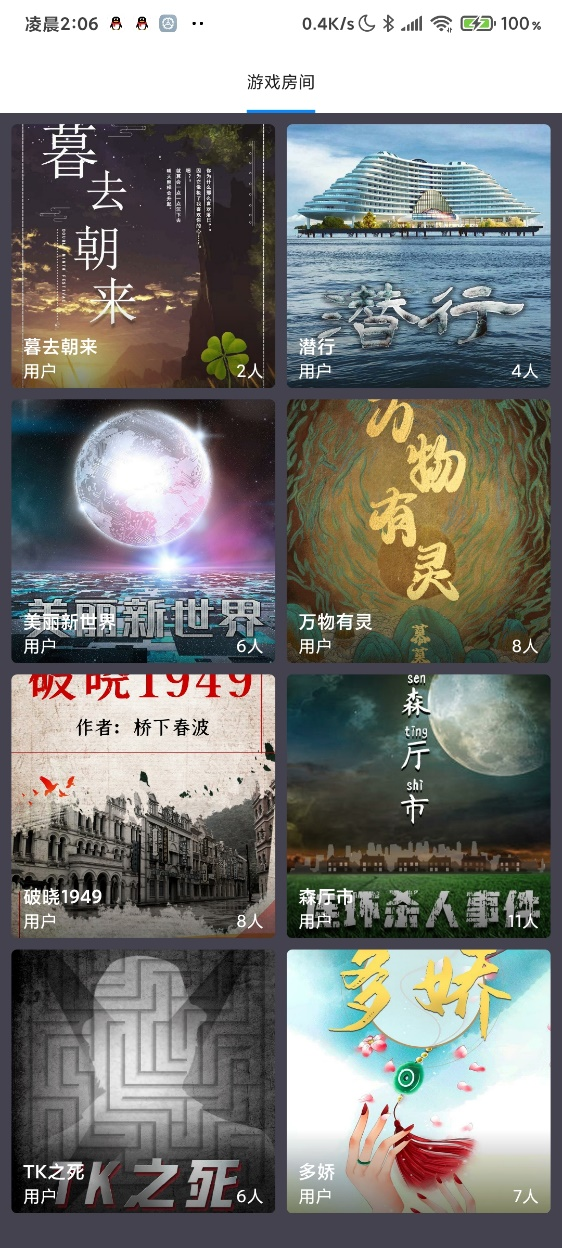 凌晨2:06
0.4K/s
100%
游戏房间
暮去
朝来
暮去朝来
用户
2人
潜行
潜行
用户
4人
美丽新世界
美丽新世界
用户
6人
万物有灵
万物有灵
用户
8人
破晓1949
作者：桥下春波
破晓1949
用户
8人
sēn
森
tīng
厅
shì
市
循环杀人事件
森厅市
用户
11人
TK之死
TK之死
用户
6人
多娇
多娇
用户
7人